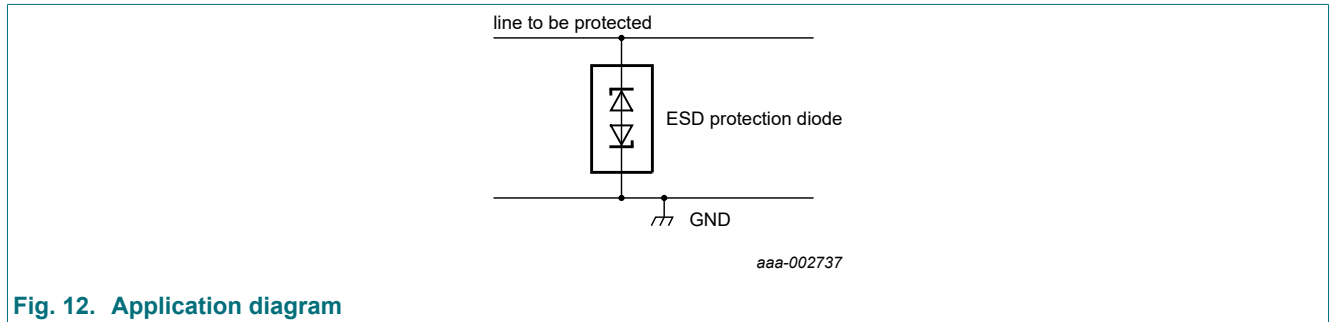 line to be protected
ESD protection diode
GND
aaa-002737
Fig. 12. Application diagram